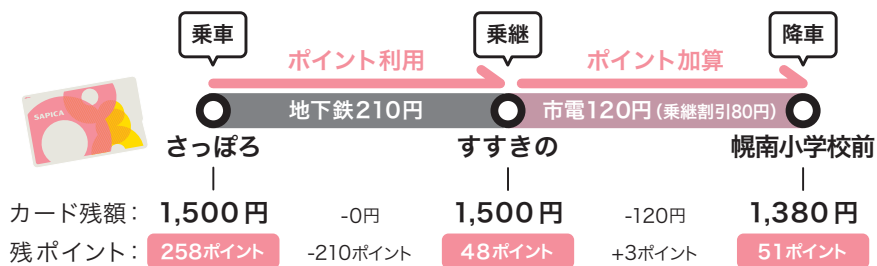 乗車 乗継 降車
ポイント利用 ポイント加算
SAPICA
地下鉄210円 市電120円(乗継割引80円)
さっぽろ すすきの 幌南小学校前
カード残額: 1,500円 -0円 1,500円 -120円 1,380円
残ポイント: 258ポイント -210ポイント 48ポイント +3ポイント 51ポイント